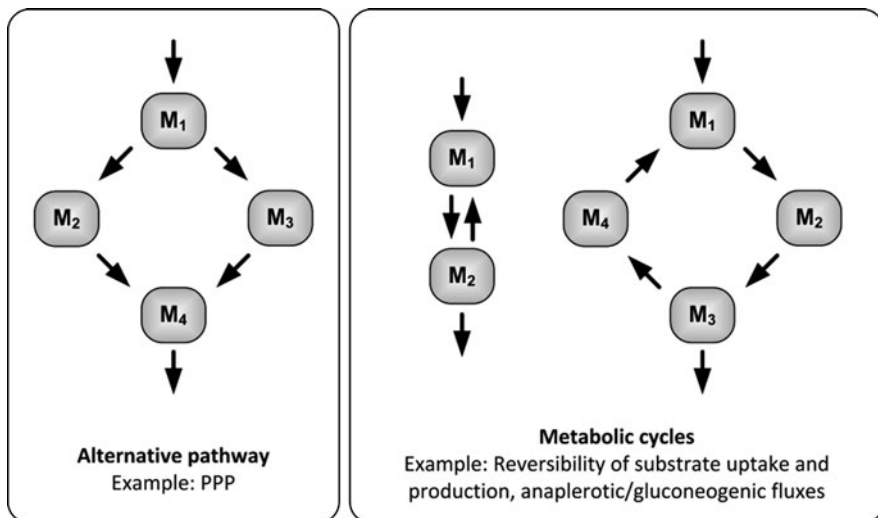 M₁
M₂
M₃
M₄
Alternative pathway
Example: PPP
M₁
M₂
M₁
M₄
M₂
M₃
Metabolic cycles
Example: Reversibility of substrate uptake and
production, anaplerotic/gluconeogenic fluxes